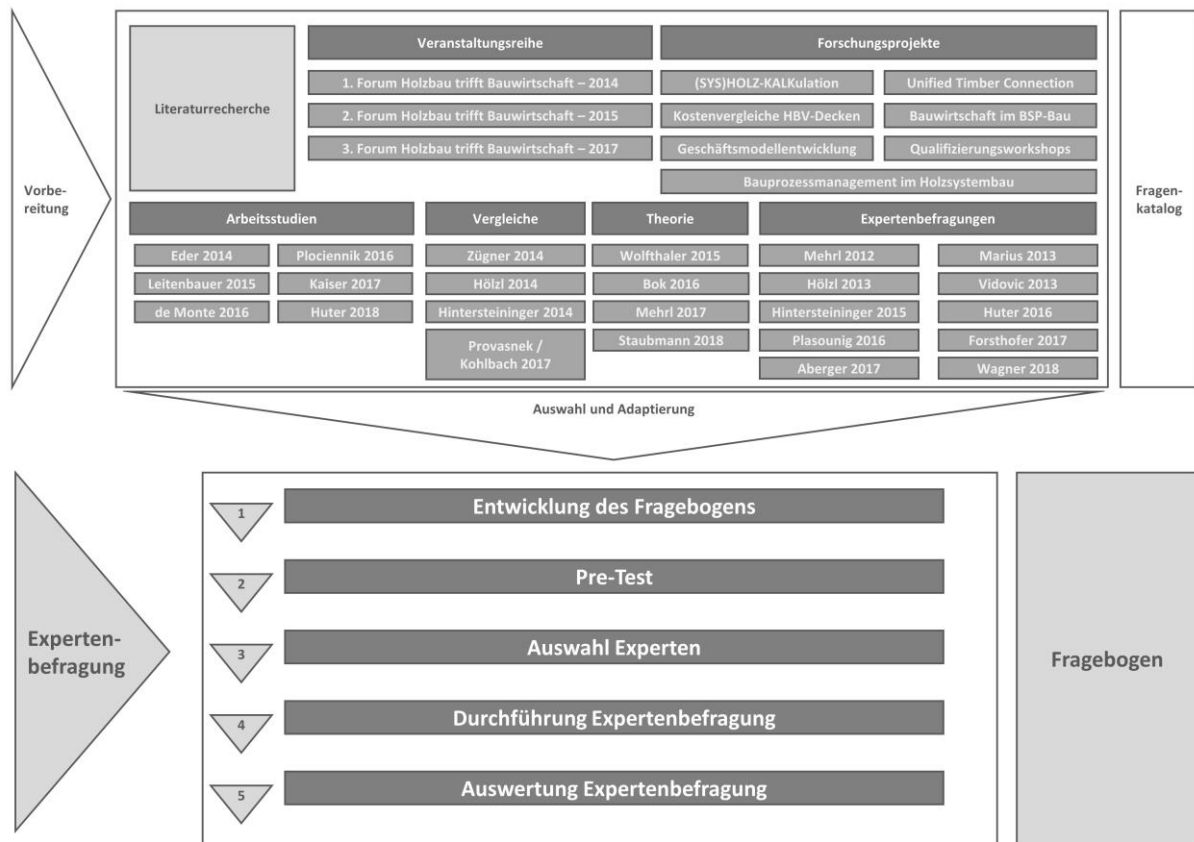 Vorbe-
reitung
Literaturrecherche
Veranstaltungsreihe
1. Forum Holzbau trifft Bauwirtschaft – 2014
2. Forum Holzbau trifft Bauwirtschaft – 2015
3. Forum Holzbau trifft Bauwirtschaft – 2017
Forschungsprojekte
(SYS)HOLZ-KALKulation
Unified Timber Connection
Kostenvergleiche HBV-Decken
Bauwirtschaft im BSP-Bau
Geschäftsmodellentwicklung
Qualifizierungsworkshops
Bauprozessmanagement im Holzsystembau
Arbeitsstudien
Eder 2014
Plociennik 2016
Leitenbauer 2015
Kaiser 2017
de Monte 2016
Huter 2018
Vergleiche
Zügner 2014
Hölzl 2014
Hintersteininger 2014
Provasnek /
Kohlbach 2017
Theorie
Wolfthaler 2015
Bok 2016
Mehrl 2017
Staubmann 2018
Expertenbefragungen
Mehrl 2012
Marius 2013
Hölzl 2013
Vidovic 2013
Hintersteininger 2015
Huter 2016
Plasounig 2016
Forsthofer 2017
Aberger 2017
Wagner 2018
Fragen-
katalog
Auswahl und Adaptierung
Experten-
befragung
1
Entwicklung des Fragebogens
2
Pre-Test
3
Auswahl Experten
4
Durchführung Expertenbefragung
5
Auswertung Expertenbefragung
Fragebogen